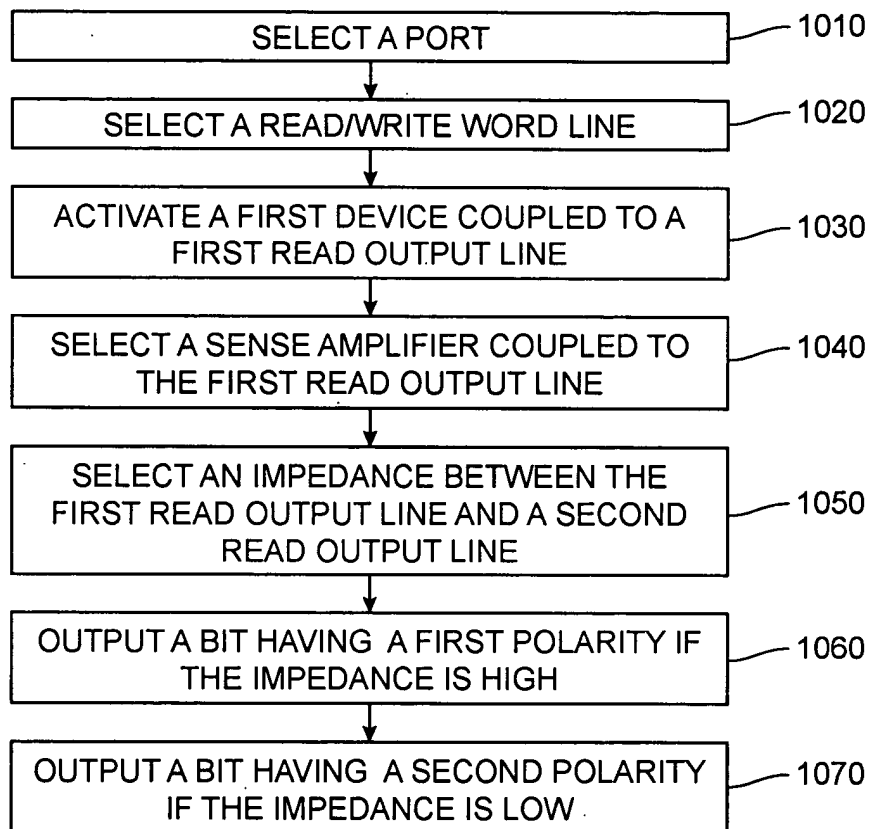 SELECT A PORT
1010
SELECT A READ/WRITE WORD LINE
1020
ACTIVATE A FIRST DEVICE COUPLED TO A
FIRST READ OUTPUT LINE
1030
SELECT A SENSE AMPLIFIER COUPLED TO
THE FIRST READ OUTPUT LINE
1040
SELECT AN IMPEDANCE BETWEEN THE
FIRST READ OUTPUT LINE AND A SECOND
READ OUTPUT LINE
1050
OUTPUT A BIT HAVING A FIRST POLARITY IF
THE IMPEDANCE IS HIGH
1060
OUTPUT A BIT HAVING A SECOND POLARITY
IF THE IMPEDANCE IS LOW
1070